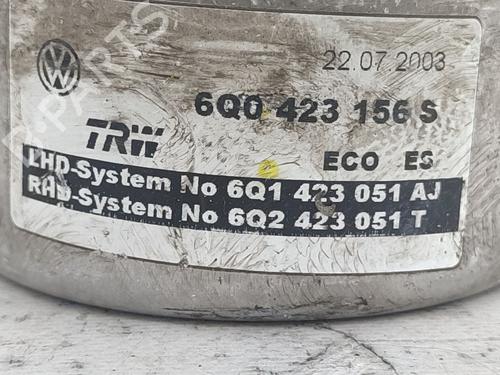 22.07.2003
6Q0 423 156 S
TRW
ECO ES
LHD-System No 6Q1 423 051 AJ
RHD-System No 6Q2 423 051 T